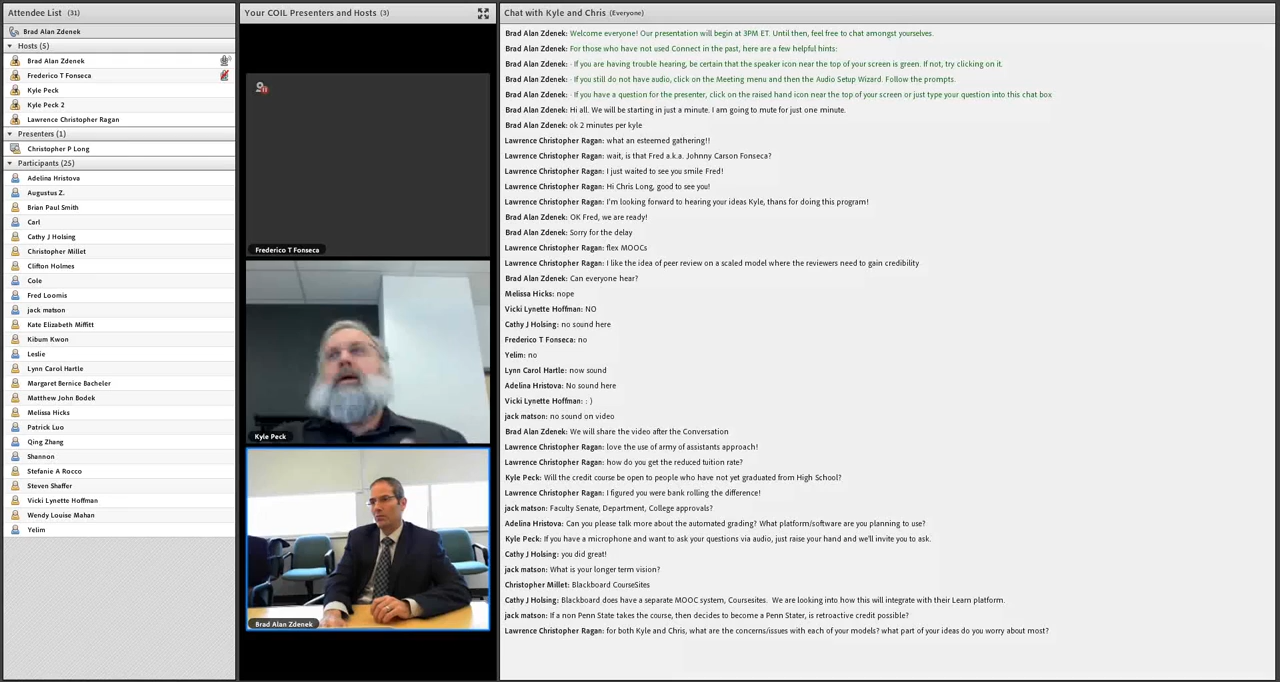 Attendee List (31)
Brad Alan Zdenek
Hosts (5)
Brad Alan Zdenek
Frederico T Fonseca
Kyle Peck
Kyle Peck 2
Lawrence Christopher Ragan
Presenters (1)
Christopher P Long
Participants (25)
Adelina Hristova
Augustus Z.
Brian Paul Smith
Carl
Cathy J Holsing
Christopher Millet
Clifton Holmes
Cole
Fred Loomis
jack matson
Kate Elizabeth Miffitt
Kibum Kwon
Leslie
Lynn Carol Hartle
Margaret Bernice Bacheler
Matthew John Bodek
Melissa Hicks
Patrick Luo
Qing Zhang
Shannon
Stefanie A Rocco
Steven Shaffer
Vicki Lynette Hoffman
Wendy Louise Mahan
Yelim
Your COIL Presenters and Hosts (3)
Frederico T Fonseca
Kyle Peck
Brad Alan Zdenek
Chat with Kyle and Chris (Everyone)
Brad Alan Zdenek: Welcome everyone! Our presentation will begin at 3PM ET. Until then, feel free to chat amongst yourselves.
Brad Alan Zdenek: For those who have not used Connect in the past, here are a few helpful hints:
Brad Alan Zdenek: · If you are having trouble hearing, be certain that the speaker icon near the top of your screen is green. If not, try clicking on it.
Brad Alan Zdenek: · If you still do not have audio, click on the Meeting menu and then the Audio Setup Wizard. Follow the prompts.
Brad Alan Zdenek: · If you have a question for the presenter, click on the raised hand icon near the top of your screen or just type your question into this chat box
Brad Alan Zdenek: Hi all. We will be starting in just a minute. I am going to mute for just one minute.
Brad Alan Zdenek: ok 2 minutes per kyle
Lawrence Christopher Ragan: what an esteemed gathering!!
Lawrence Christopher Ragan: wait, is that Fred a.k.a. Johnny Carson Fonseca?
Lawrence Christopher Ragan: I just waited to see you smile Fred!
Lawrence Christopher Ragan: Hi Chris Long, good to see you!
Lawrence Christopher Ragan: I'm looking forward to hearing your ideas Kyle, thans for doing this program!
Brad Alan Zdenek: OK Fred, we are ready!
Brad Alan Zdenek: Sorry for the delay
Lawrence Christopher Ragan: flex MOOCs
Lawrence Christopher Ragan: I like the idea of peer review on a scaled model where the reviewers need to gain credibility
Brad Alan Zdenek: Can everyone hear?
Melissa Hicks: nope
Vicki Lynette Hoffman: NO
Cathy J Holsing: no sound here
Frederico T Fonseca: no
Yelim: no
Lynn Carol Hartle: now sound
Adelina Hristova: No sound here
Vicki Lynette Hoffman: : )
jack matson: no sound on video
Brad Alan Zdenek: We will share the video after the Conversation
Lawrence Christopher Ragan: love the use of army of assistants approach!
Lawrence Christopher Ragan: how do you get the reduced tuition rate?
Kyle Peck: Will the credit course be open to people who have not yet graduated from High School?
Lawrence Christopher Ragan: I figured you were bank rolling the difference!
jack matson: Faculty Senate, Department, College approvals?
Adelina Hristova: Can you please talk more about the automated grading? What platform/software are you planning to use?
Kyle Peck: If you have a microphone and want to ask your questions via audio, just raise your hand and we'll invite you to ask.
Cathy J Holsing: you did great!
jack matson: What is your longer term vision?
Christopher Millet: Blackboard CourseSites
Cathy J Holsing: Blackboard does have a separate MOOC system, Coursesites. We are looking into how this will integrate with their Learn platform.
jack matson: If a non Penn State takes the course, then decides to become a Penn Stater, is retroactive credit possible?
Lawrence Christopher Ragan: for both Kyle and Chris, what are the concerns/issues with each of your models? what part of your ideas do you worry about most?